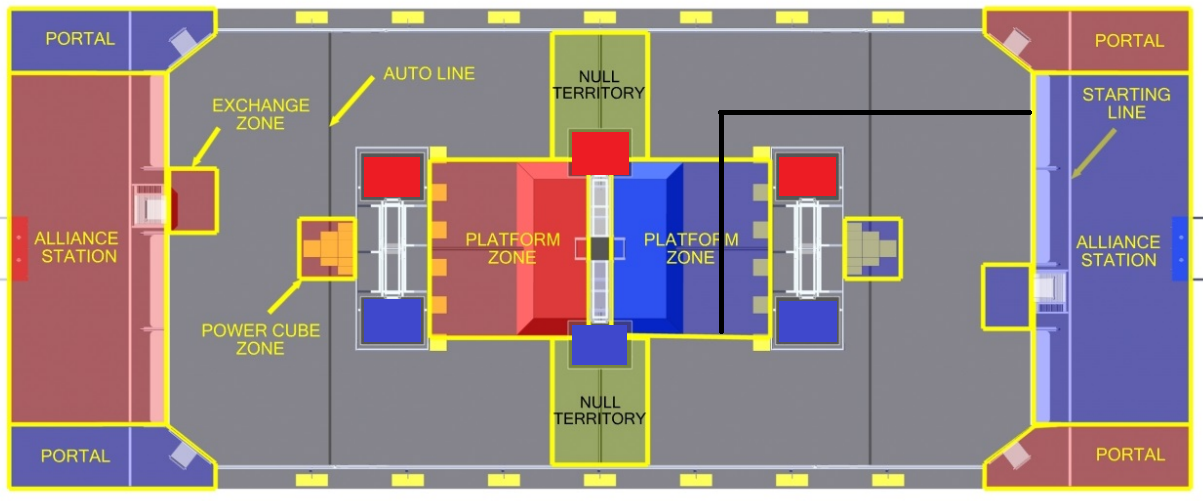 PORTAL
AUTO LINE
NULL
TERRITORY
PORTAL
EXCHANGE
ZONE
STARTING
LINE
ALLIANCE
STATION
PLATFORM
ZONE
PLATFORM
ZONE
ALLIANCE
STATION
POWER CUBE
ZONE
NULL
TERRITORY
PORTAL
PORTAL